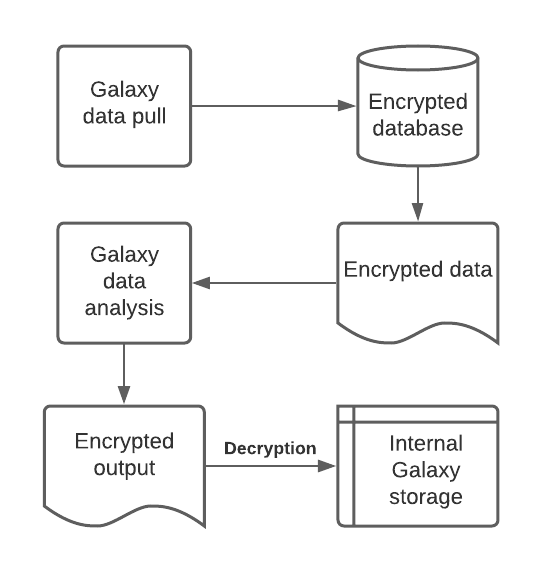 Galaxy
data pull
Encrypted
database
Galaxy
data
analysis
Encrypted data
Encrypted
output
Decryption
Internal
Galaxy
storage